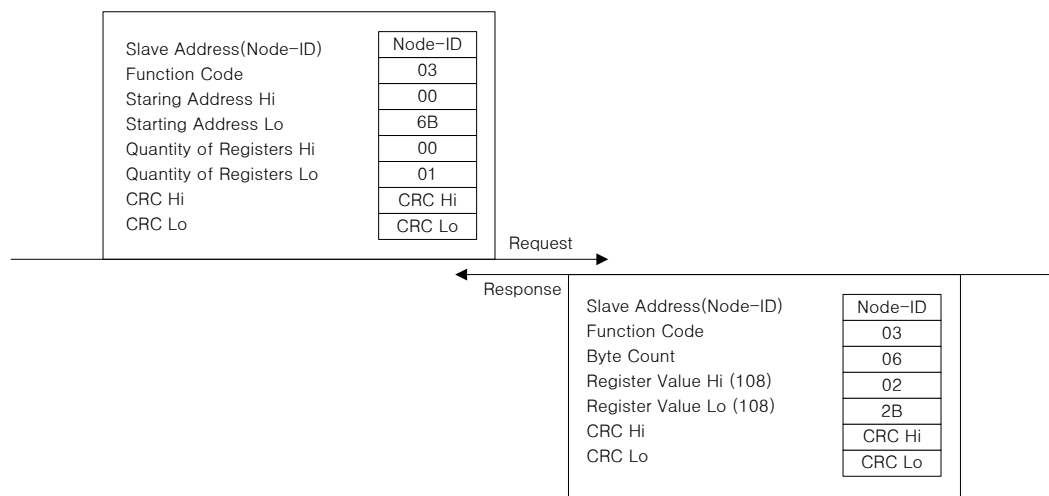 Slave Address(Node-ID) Node-ID
Function Code 03
Staring Address Hi 00
Starting Address Lo 6B
Quantity of Registers Hi 00
Quantity of Registers Lo 01
CRC Hi CRC Hi
CRC Lo CRC Lo
Request
Response
Slave Address(Node-ID) Node-ID
Function Code 03
Byte Count 06
Register Value Hi (108) 02
Register Value Lo (108) 2B
CRC Hi CRC Hi
CRC Lo CRC Lo